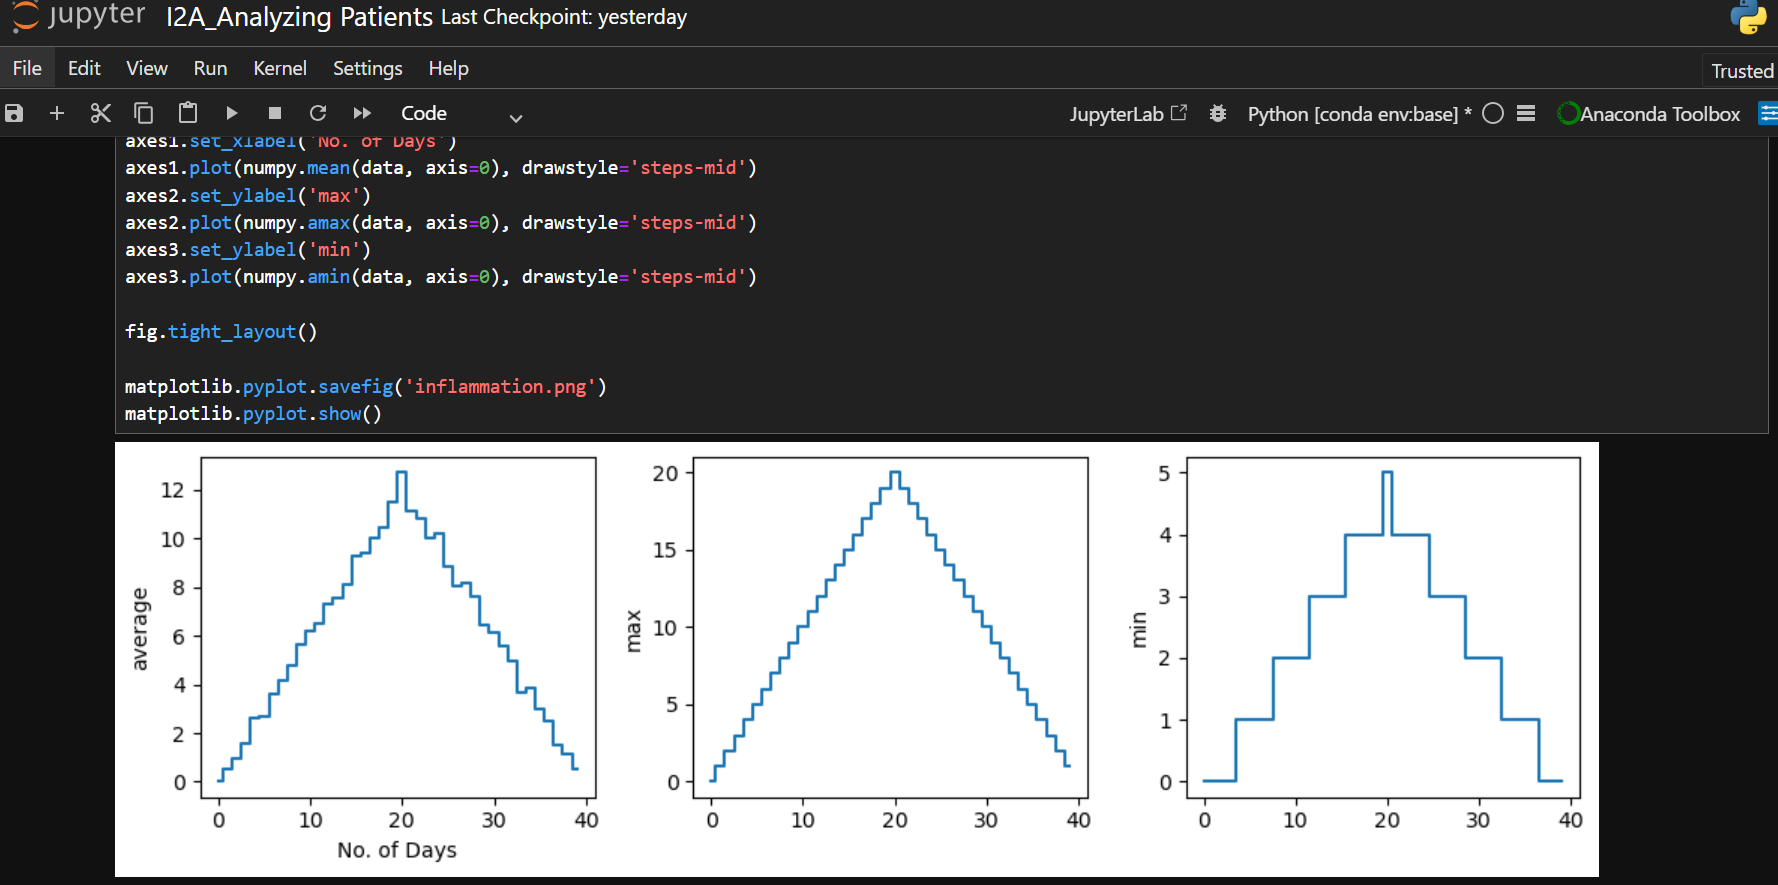 jupyter I2A_Analyzing Patients Last Checkpoint: yesterday
File Edit View Run Kernel Settings Help
Trusted
Code
JupyterLab Python [conda env:base] * Anaconda Toolbox
axes1.set_xlabel('No. of Days')
axes1.plot(numpy.mean(data, axis=0), drawstyle='steps-mid')
axes2.set_ylabel('max')
axes2.plot(numpy.amax(data, axis=0), drawstyle='steps-mid')
axes3.set_ylabel('min')
axes3.plot(numpy.amin(data, axis=0), drawstyle='steps-mid')
fig.tight_layout()
matplotlib.pyplot.savefig('inflammation.png')
matplotlib.pyplot.show()
average
12
10
8
6
4
2
0
0 10 20 30 40
No. of Days
max
20
15
10
5
0
0 10 20 30 40
min
5
4
3
2
1
0
0 10 20 30 40